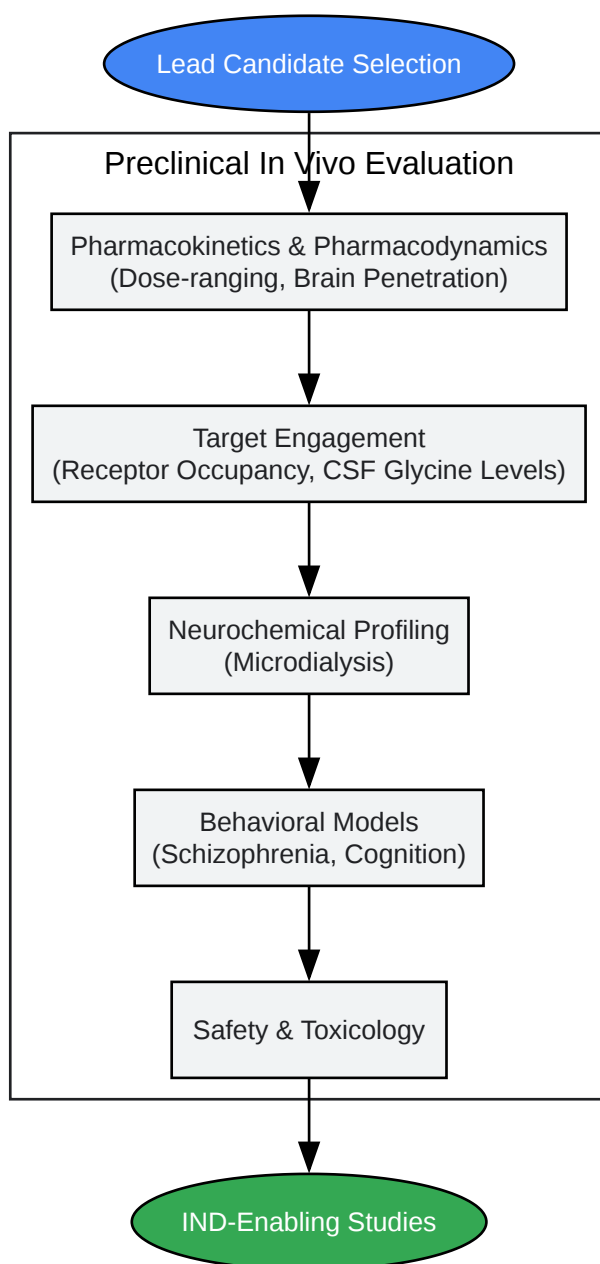 Lead Candidate Selection
Preclinical In Vivo Evaluation
Pharmacokinetics & Pharmacodynamics
(Dose-ranging, Brain Penetration)
Target Engagement
(Receptor Occupancy, CSF Glycine Levels)
Neurochemical Profiling
(Microdialysis)
Behavioral Models
(Schizophrenia, Cognition)
Safety & Toxicology
IND-Enabling Studies